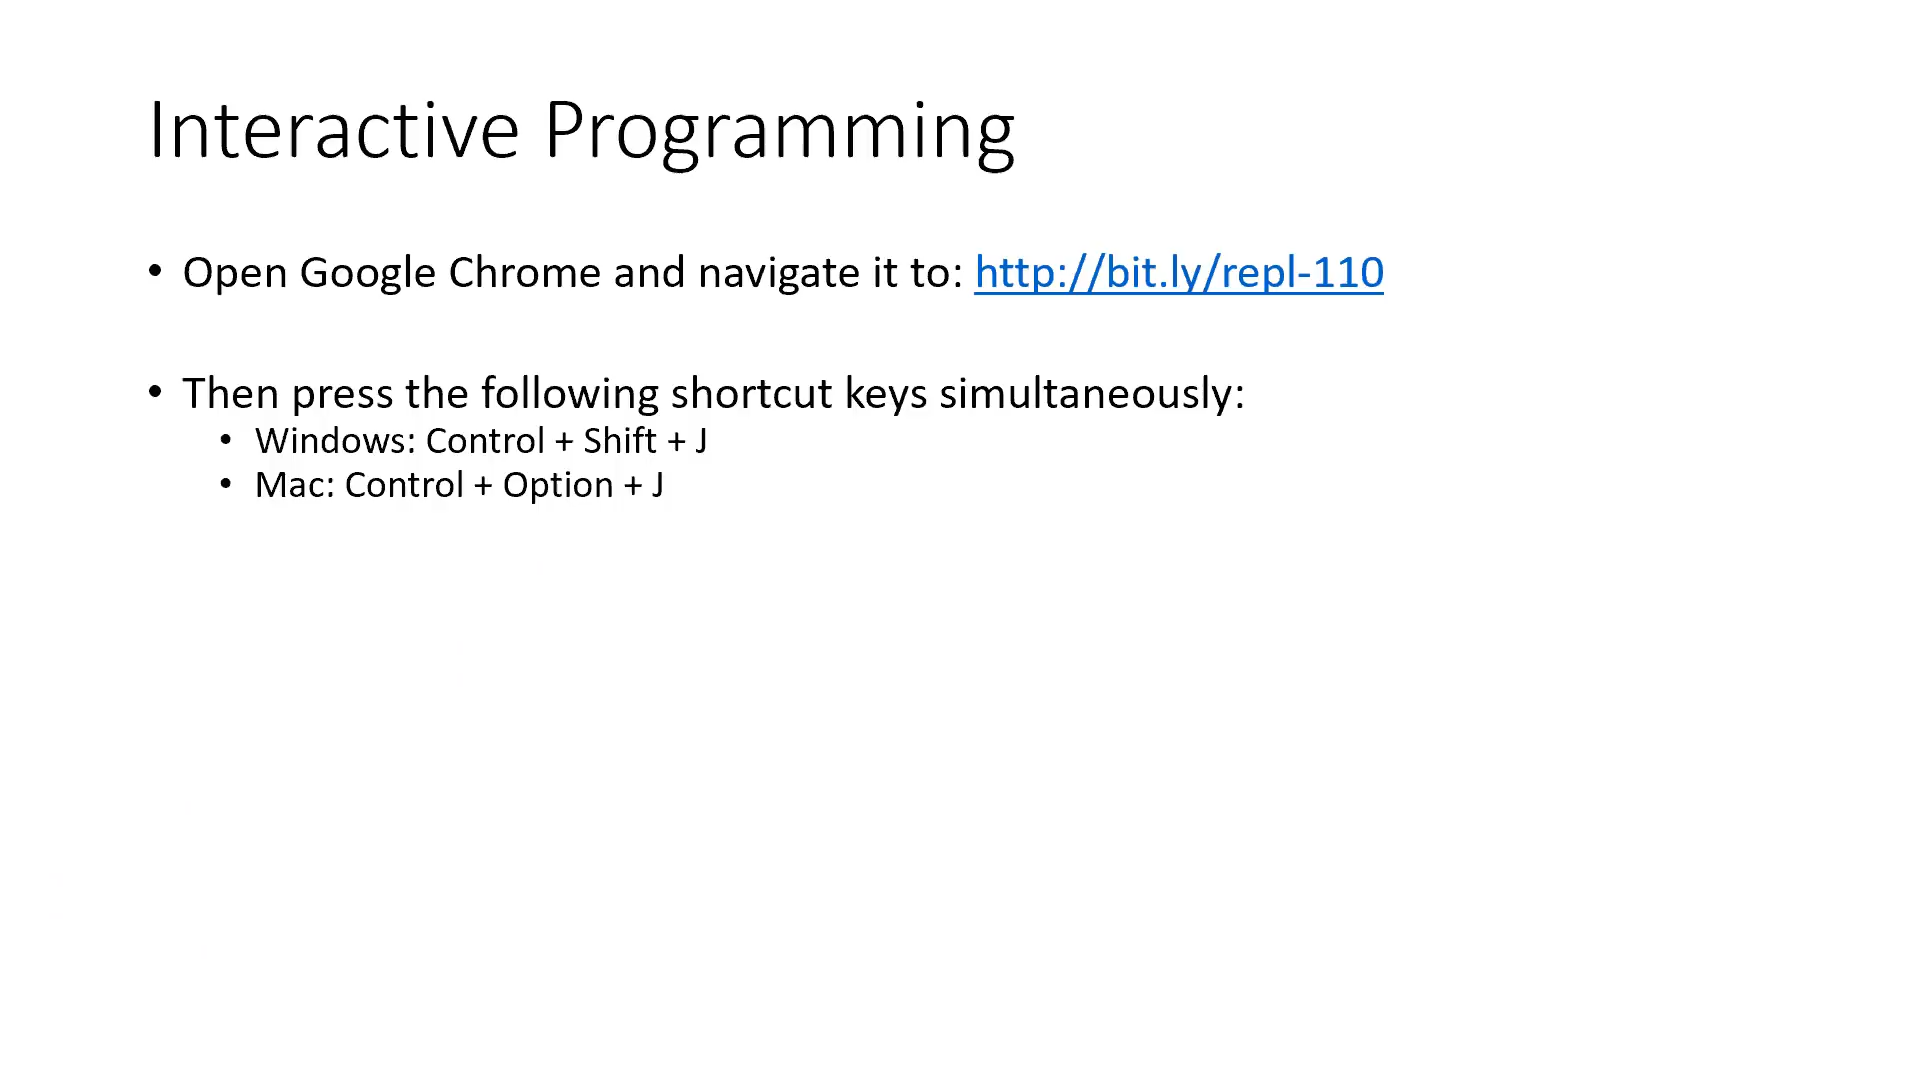 Interactive Programming
• Open Google Chrome and navigate it to: http://bit.ly/repl-110
• Then press the following shortcut keys simultaneously:
• Windows: Control + Shift + J
• Mac: Control + Option + J